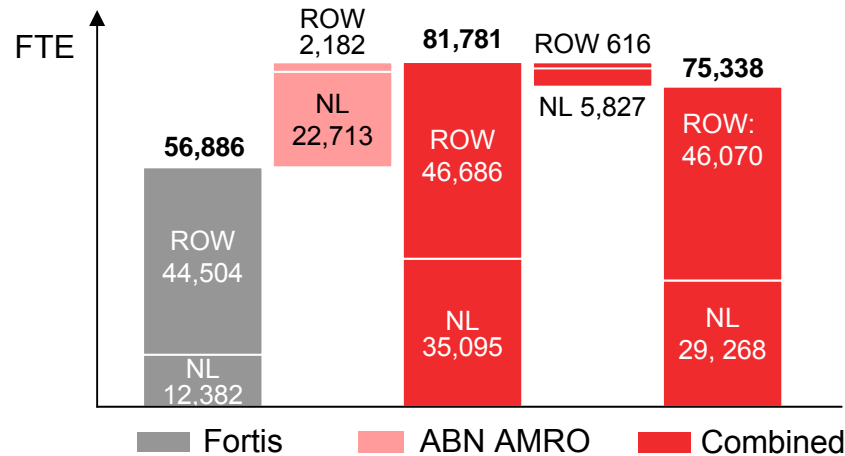 FTE
56,886
ROW
44,504
NL
12,382
ROW
2,182
NL
22,713
81,781
ROW
46,686
NL
35,095
ROW 616
NL 5,827
75,338
ROW:
46,070
NL
29, 268
Fortis
ABN AMRO
Combined